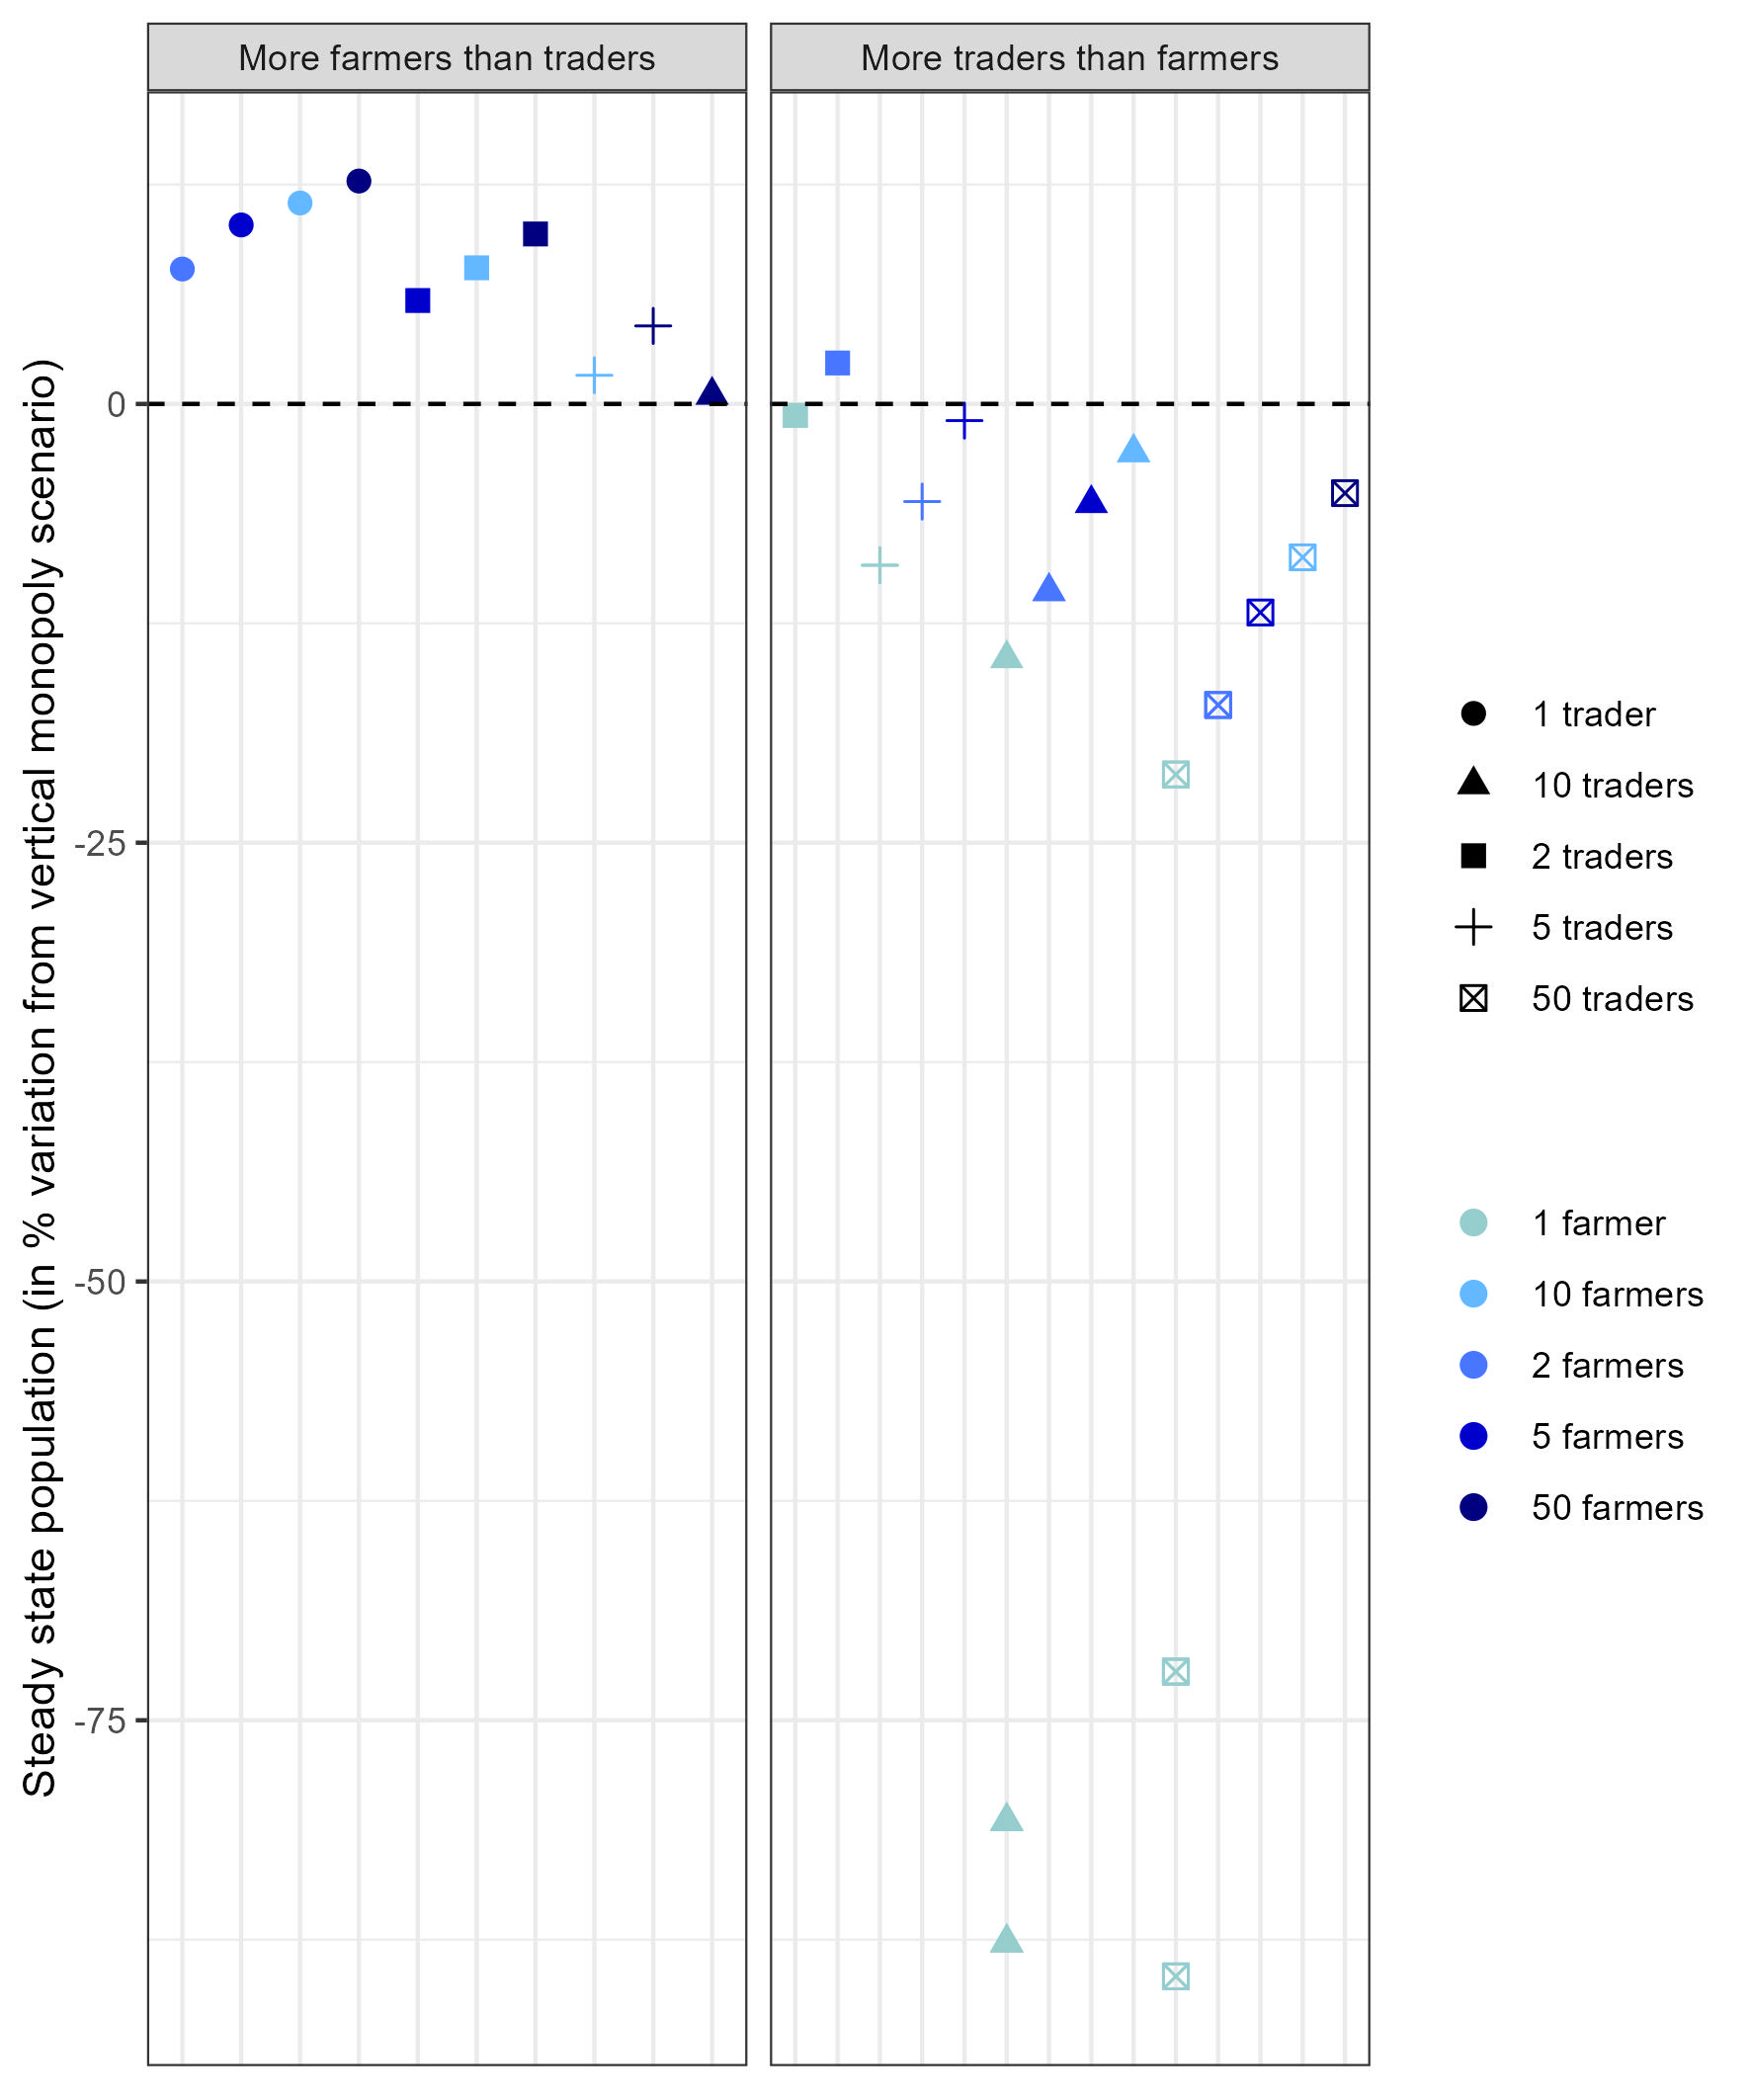 More farmers than traders
More traders than farmers
Steady state population (in % variation from vertical monopoly scenario)
0
-25
-50
-75
1 trader
10 traders
2 traders
5 traders
50 traders
1 farmer
10 farmers
2 farmers
5 farmers
50 farmers